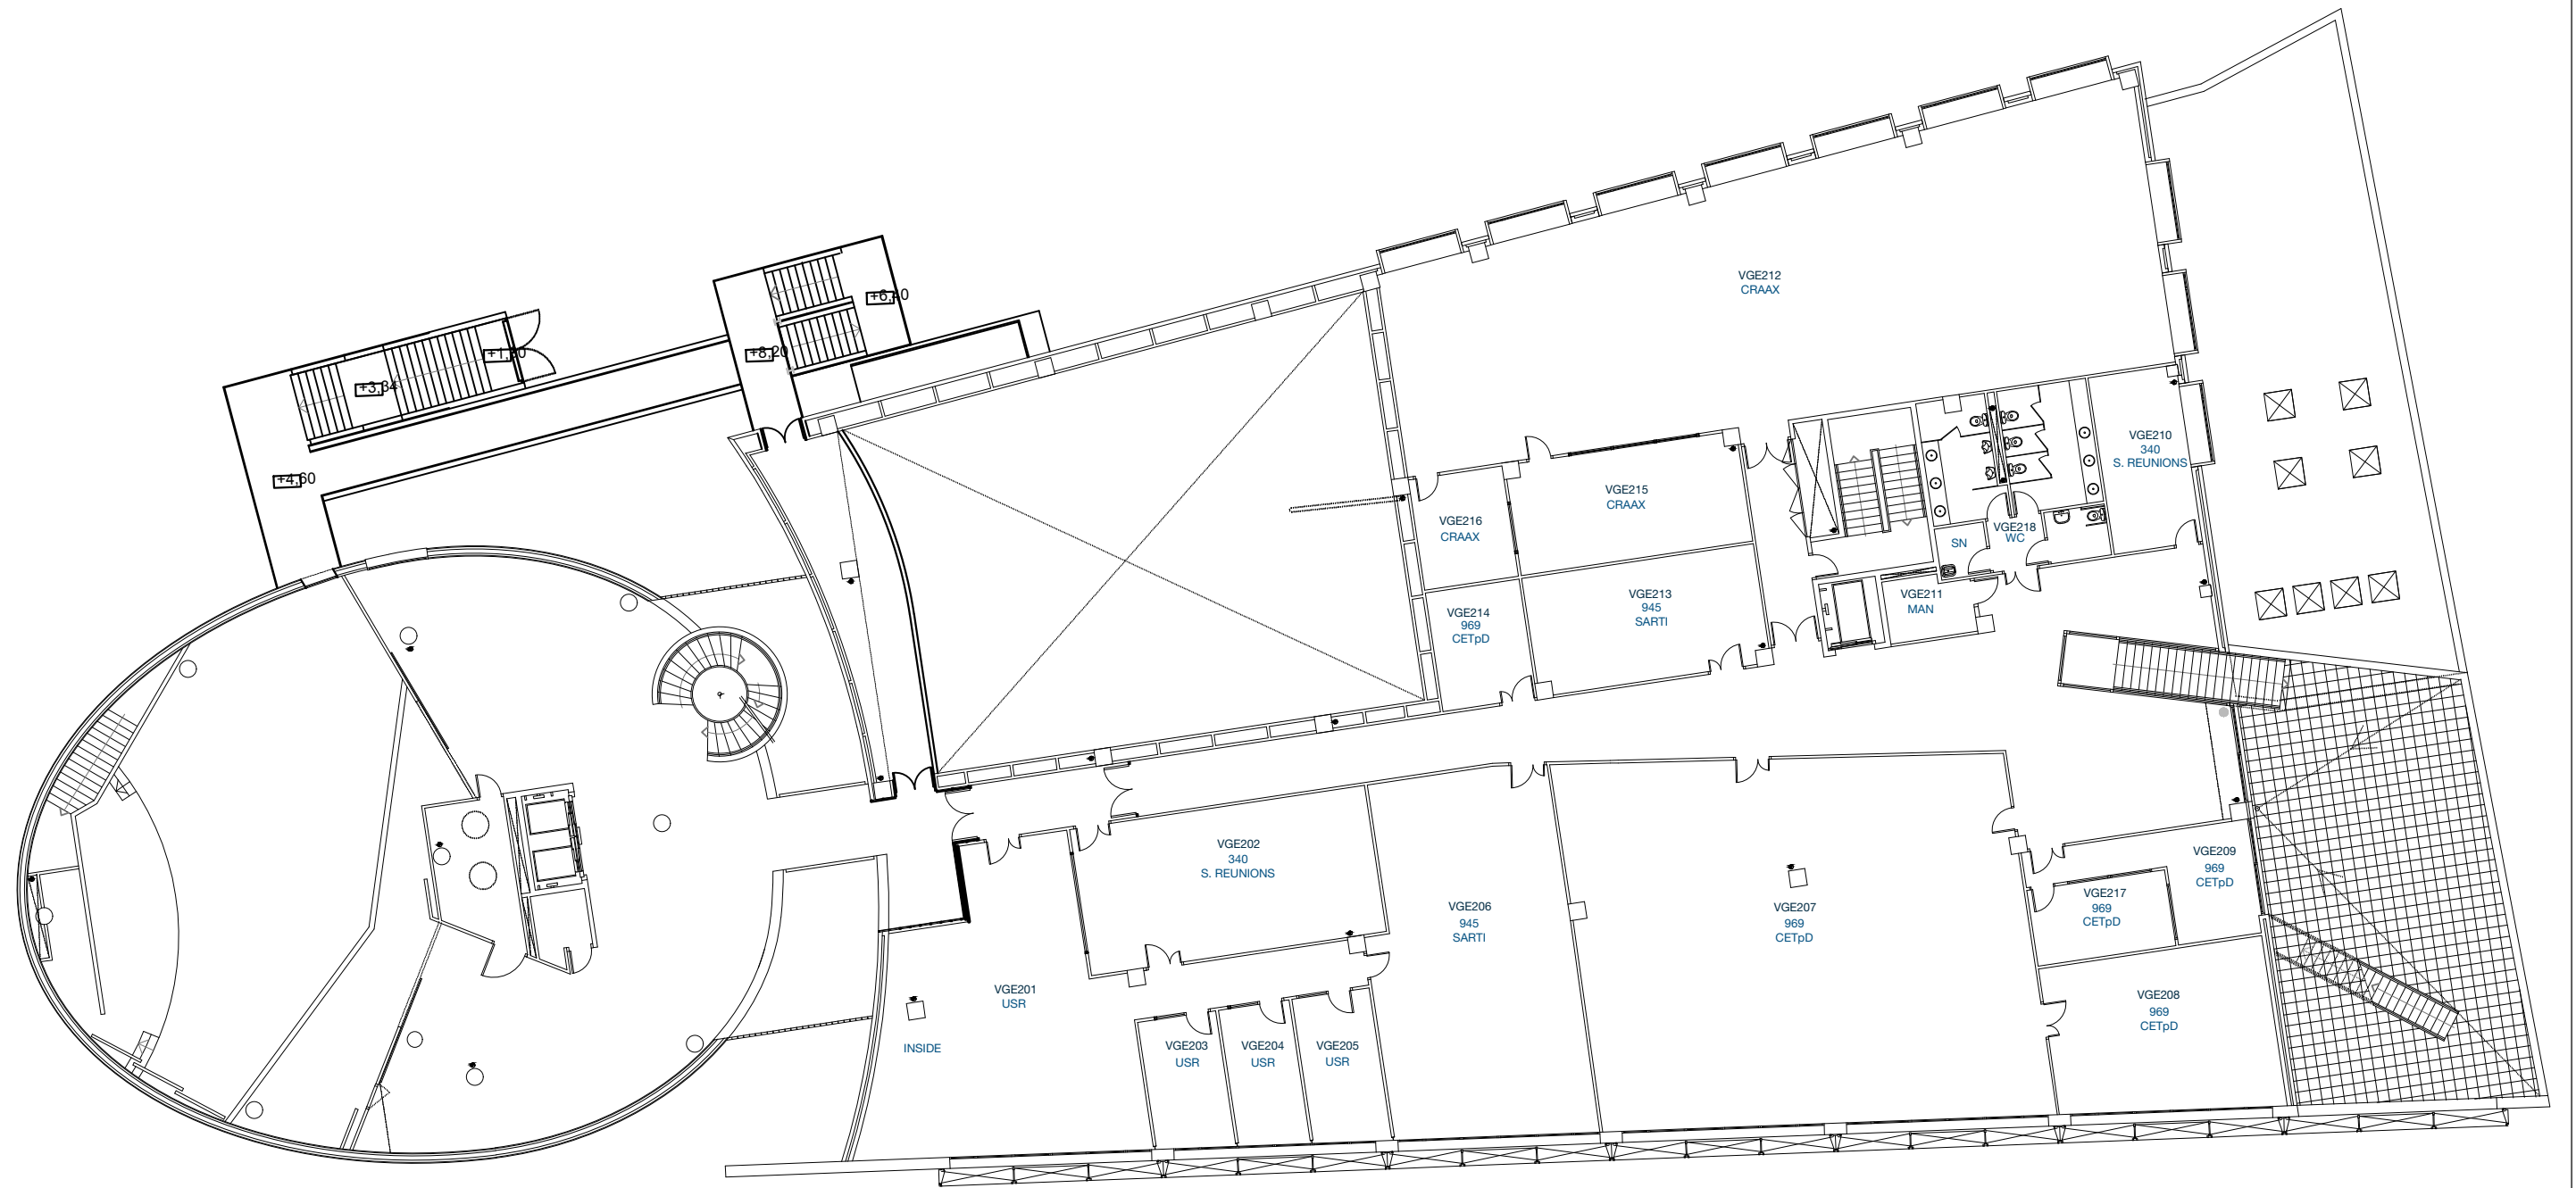 +6,40
+8,20
+1,80
+3,34
+4,60
VGE212
CRAAX
VGE210
340
S. REUNIONS
VGE215
CRAAX
VGE216
CRAAX
VGE218
WC
SN
VGE211
MAN
VGE213
945
SARTI
VGE214
969
CETpD
VGE202
340
S. REUNIONS
VGE206
945
SARTI
VGE207
969
CETpD
VGE209
969
CETpD
VGE217
969
CETpD
VGE208
969
CETpD
VGE201
USR
INSIDE
VGE203
USR
VGE204
USR
VGE205
USR